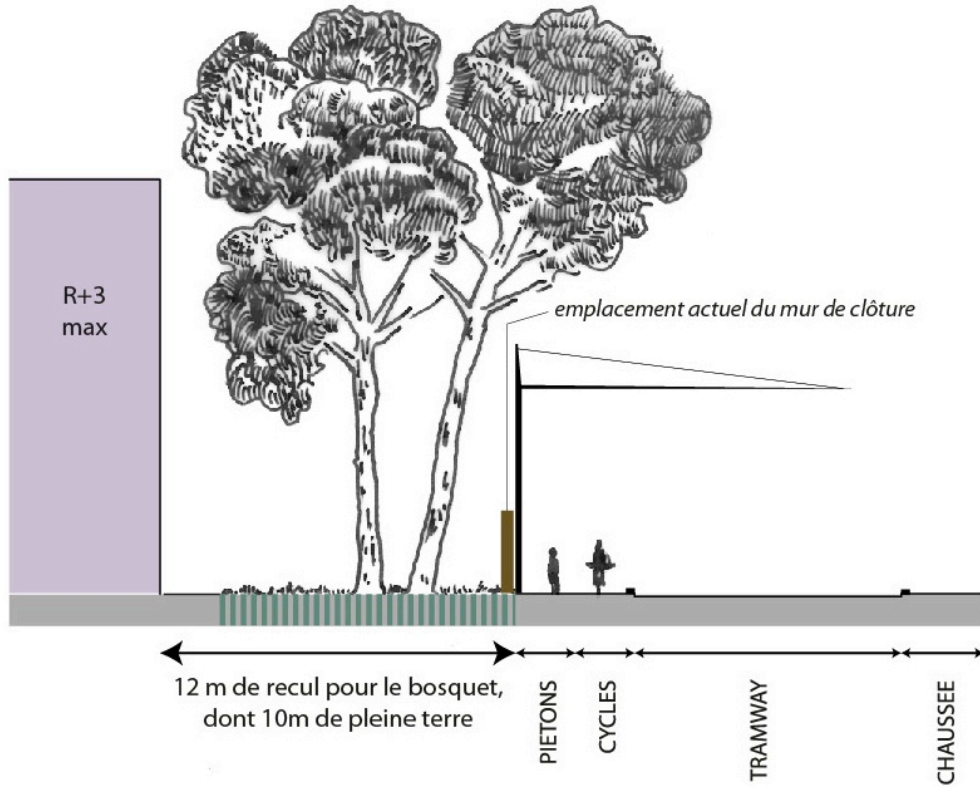 R+3
max
emplacement actuel du mur de clôture
12 m de recul pour le bosquet,
dont 10m de pleine terre
PIETONS
CYCLES
TRAMWAY
CHAUSSEE